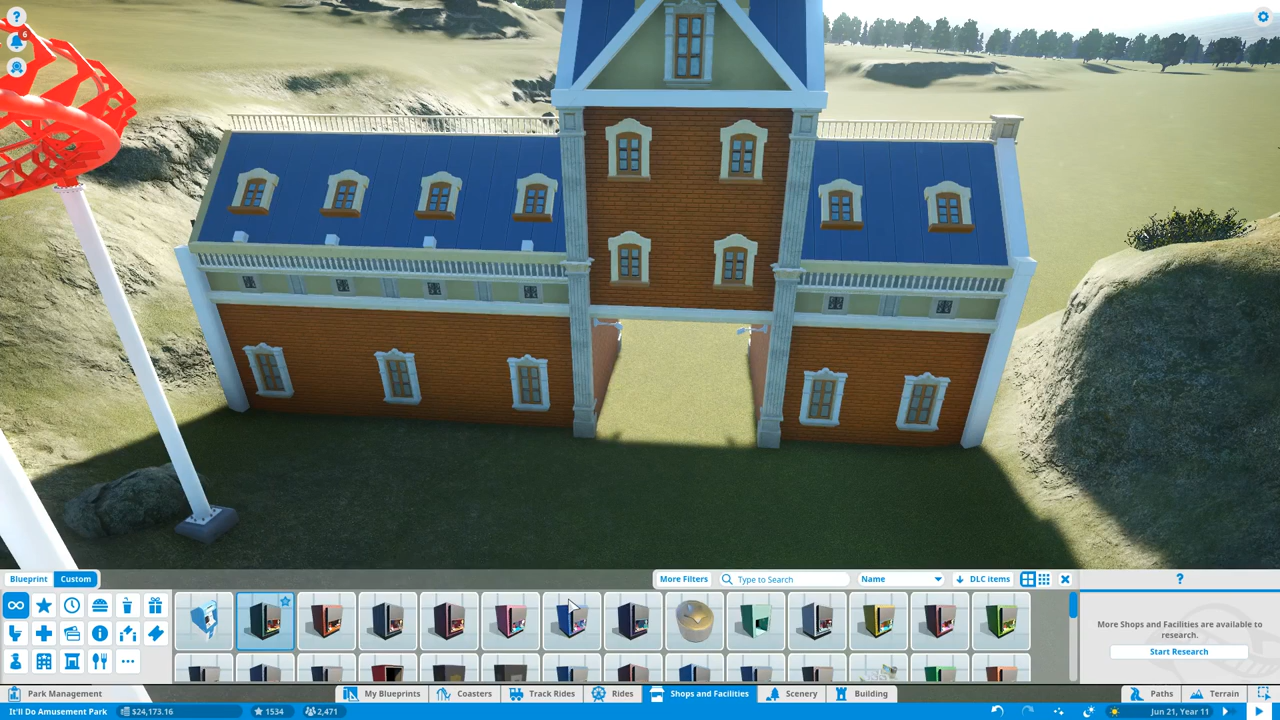 ?
6
Blueprint
Custom
More Filters
Type to Search
Name
DLC items
?
More Shops and Facilities are available to
research.
Start Research
Park Management
My Blueprints
Coasters
Track Rides
Rides
Shops and Facilities
Scenery
Building
Paths
Terrain
It'll Do Amusement Park
$24,173.16
1534
2,471
Jun 21, Year 11